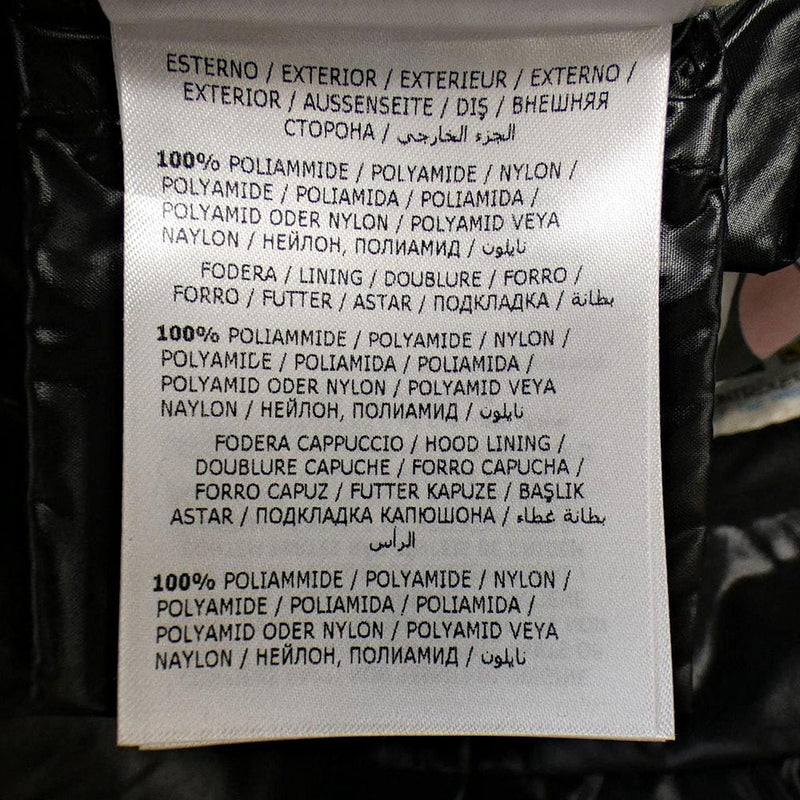 ESTERNO / EXTERIOR / EXTERIEUR / EXTERNO /
EXTERIOR / AUSSENSEITE / DIŞ / ВНЕШНЯЯ
СТОРОНА / الجزء الخارجي
100% POLIAMMIDE / POLYAMIDE / NYLON /
POLYAMIDE / POLIAMIDA / POLIAMIDA /
POLYAMID ODER NYLON / POLYAMID VEYA
NAYLON / НЕЙЛОН, ПОЛИАМИД / نايلون
FODERA / LINING / DOUBLURE / FORRO /
FORRO / FUTTER / ASTAR / ПОДКЛАДКА / بطانة
100% POLIAMMIDE / POLYAMIDE / NYLON /
POLYAMIDE / POLIAMIDA / POLIAMIDA /
POLYAMID ODER NYLON / POLYAMID VEYA
NAYLON / НЕЙЛОН, ПОЛИАМИД / نايلون
FODERA CAPPUCCIO / HOOD LINING /
DOUBLURE CAPUCHE / FORRO CAPUCHA /
FORRO CAPUZ / FUTTER KAPUZE / BAŞLIK
ASTAR / ПОДКЛАДКА КАПЮШОНА / بطانة غطاء
الرأس
100% POLIAMMIDE / POLYAMIDE / NYLON /
POLYAMIDE / POLIAMIDA / POLIAMIDA /
POLYAMID ODER NYLON / POLYAMID VEYA
NAYLON / НЕЙЛОН, ПОЛИАМИД / نايلون